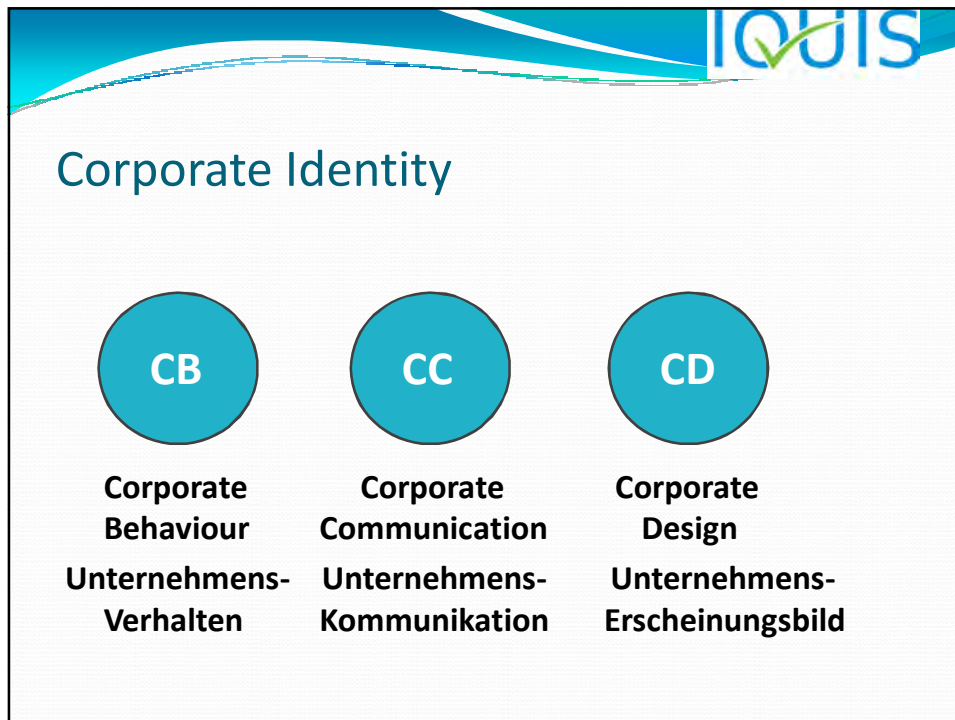 IQUIS
Corporate Identity
CB CC CD
Corporate Corporate Corporate
Behaviour Communication Design
Unternehmens- Unternehmens- Unternehmens-
Verhalten Kommunikation Erscheinungsbild